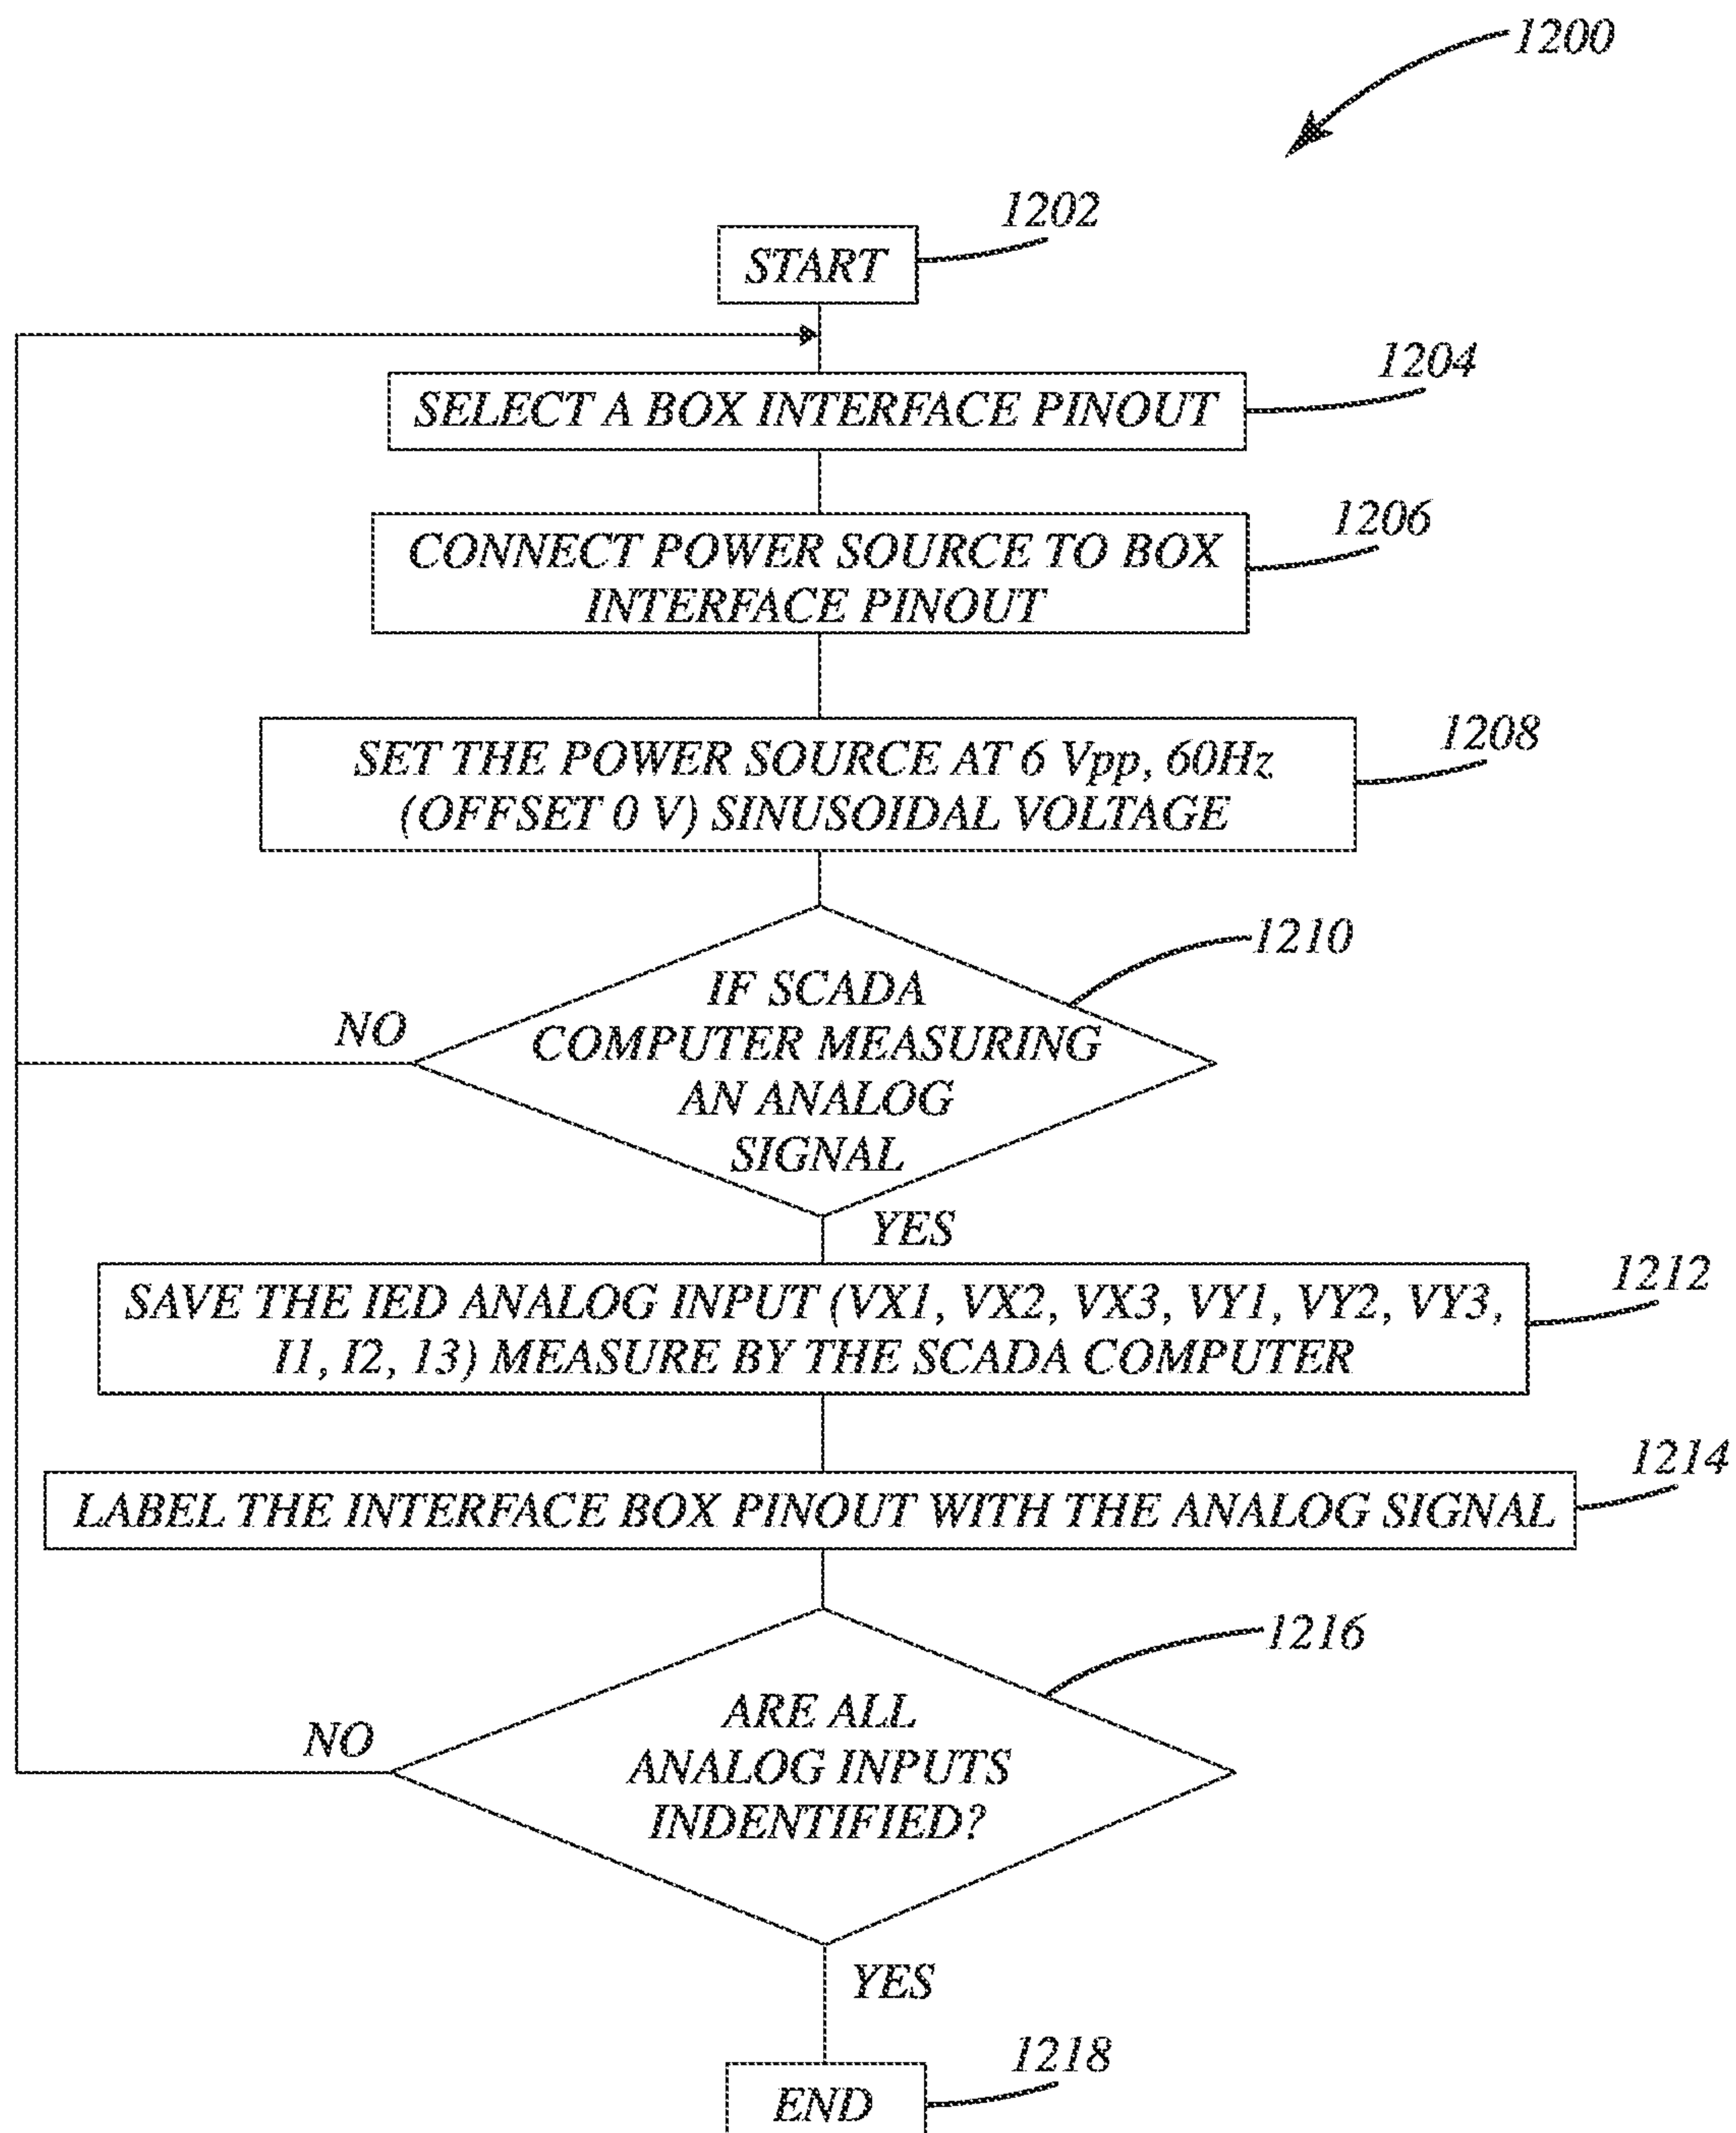 1200
1202
START
1204
SELECT A BOX INTERFACE PINOUT
1206
CONNECT POWER SOURCE TO BOX
INTERFACE PINOUT
1208
SET THE POWER SOURCE AT 6 Vpp, 60Hz
(OFFSET 0 V) SINUSOIDAL VOLTAGE
1210
IF SCADA
COMPUTER MEASURING
AN ANALOG
SIGNAL
NO
YES
1212
SAVE THE IED ANALOG INPUT (VX1, VX2, VX3, VY1, VY2, VY3,
I1, I2, 13) MEASURE BY THE SCADA COMPUTER
1214
LABEL THE INTERFACE BOX PINOUT WITH THE ANALOG SIGNAL
1216
ARE ALL
ANALOG INPUTS
INDENTIFIED?
NO
YES
1218
END